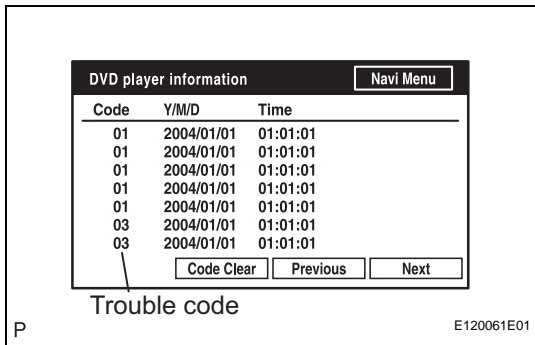 DVD player information Navi Menu
Code Y/M/D Time
01 2004/01/01 01:01:01
01 2004/01/01 01:01:01
01 2004/01/01 01:01:01
01 2004/01/01 01:01:01
01 2004/01/01 01:01:01
03 2004/01/01 01:01:01
03 2004/01/01 01:01:01
Code Clear Previous Next
Trouble code
P E120061E01